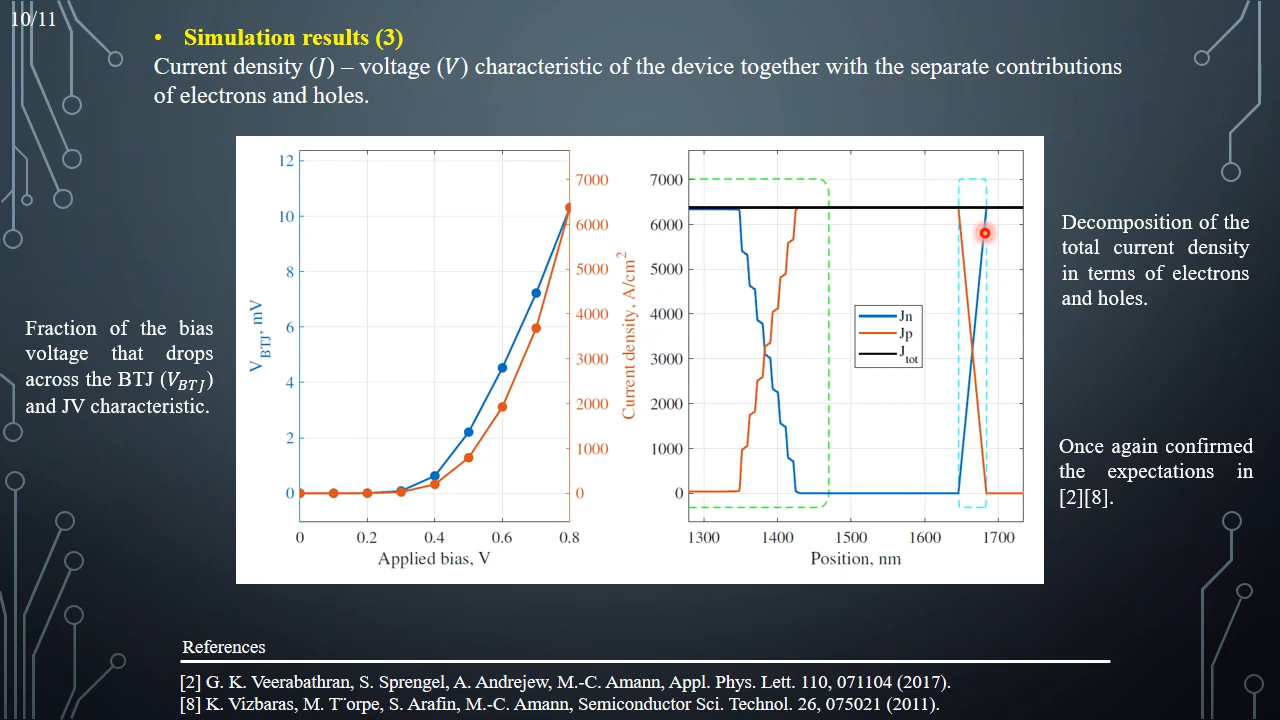 10/11
• Simulation results (3)
Current density (J) – voltage (V) characteristic of the device together with the separate contributions
of electrons and holes.
Fraction of the bias
voltage that drops
across the BTJ (V_BTJ)
and JV characteristic.
V_BTJ, mV
12
10
8
6
4
2
0
7000
6000
5000
4000
3000
2000
1000
0
Current density, A/cm²
0 0.2 0.4 0.6 0.8
Applied bias, V
7000
6000
5000
4000
3000
2000
1000
0
Jn
Jp
J_tot
1300 1400 1500 1600 1700
Position, nm
Decomposition of the
total current density
in terms of electrons
and holes.
Once again confirmed
the expectations in
[2][8].
References
[2] G. K. Veerabathran, S. Sprengel, A. Andrejew, M.-C. Amann, Appl. Phys. Lett. 110, 071104 (2017).
[8] K. Vizbaras, M. T¨orpe, S. Arafin, M.-C. Amann, Semiconductor Sci. Technol. 26, 075021 (2011).